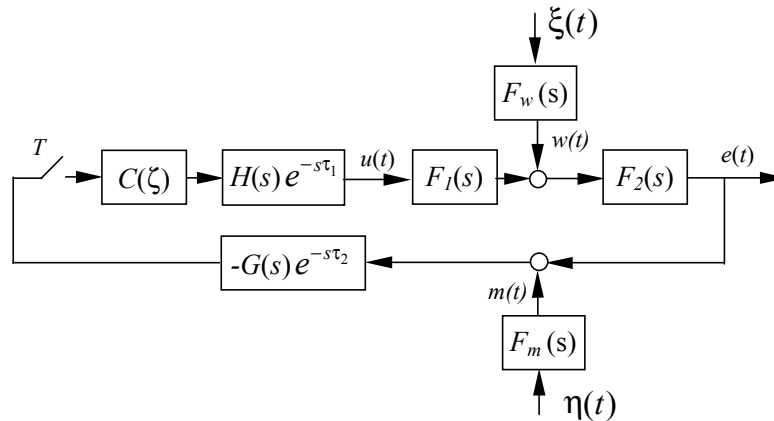 ξ(t)
F_w(s)
w(t)
T
C(ζ)
H(s) e^{-sτ_1}
u(t)
F_1(s)
F_2(s)
e(t)
-G(s) e^{-sτ_2}
m(t)
F_m(s)
η(t)